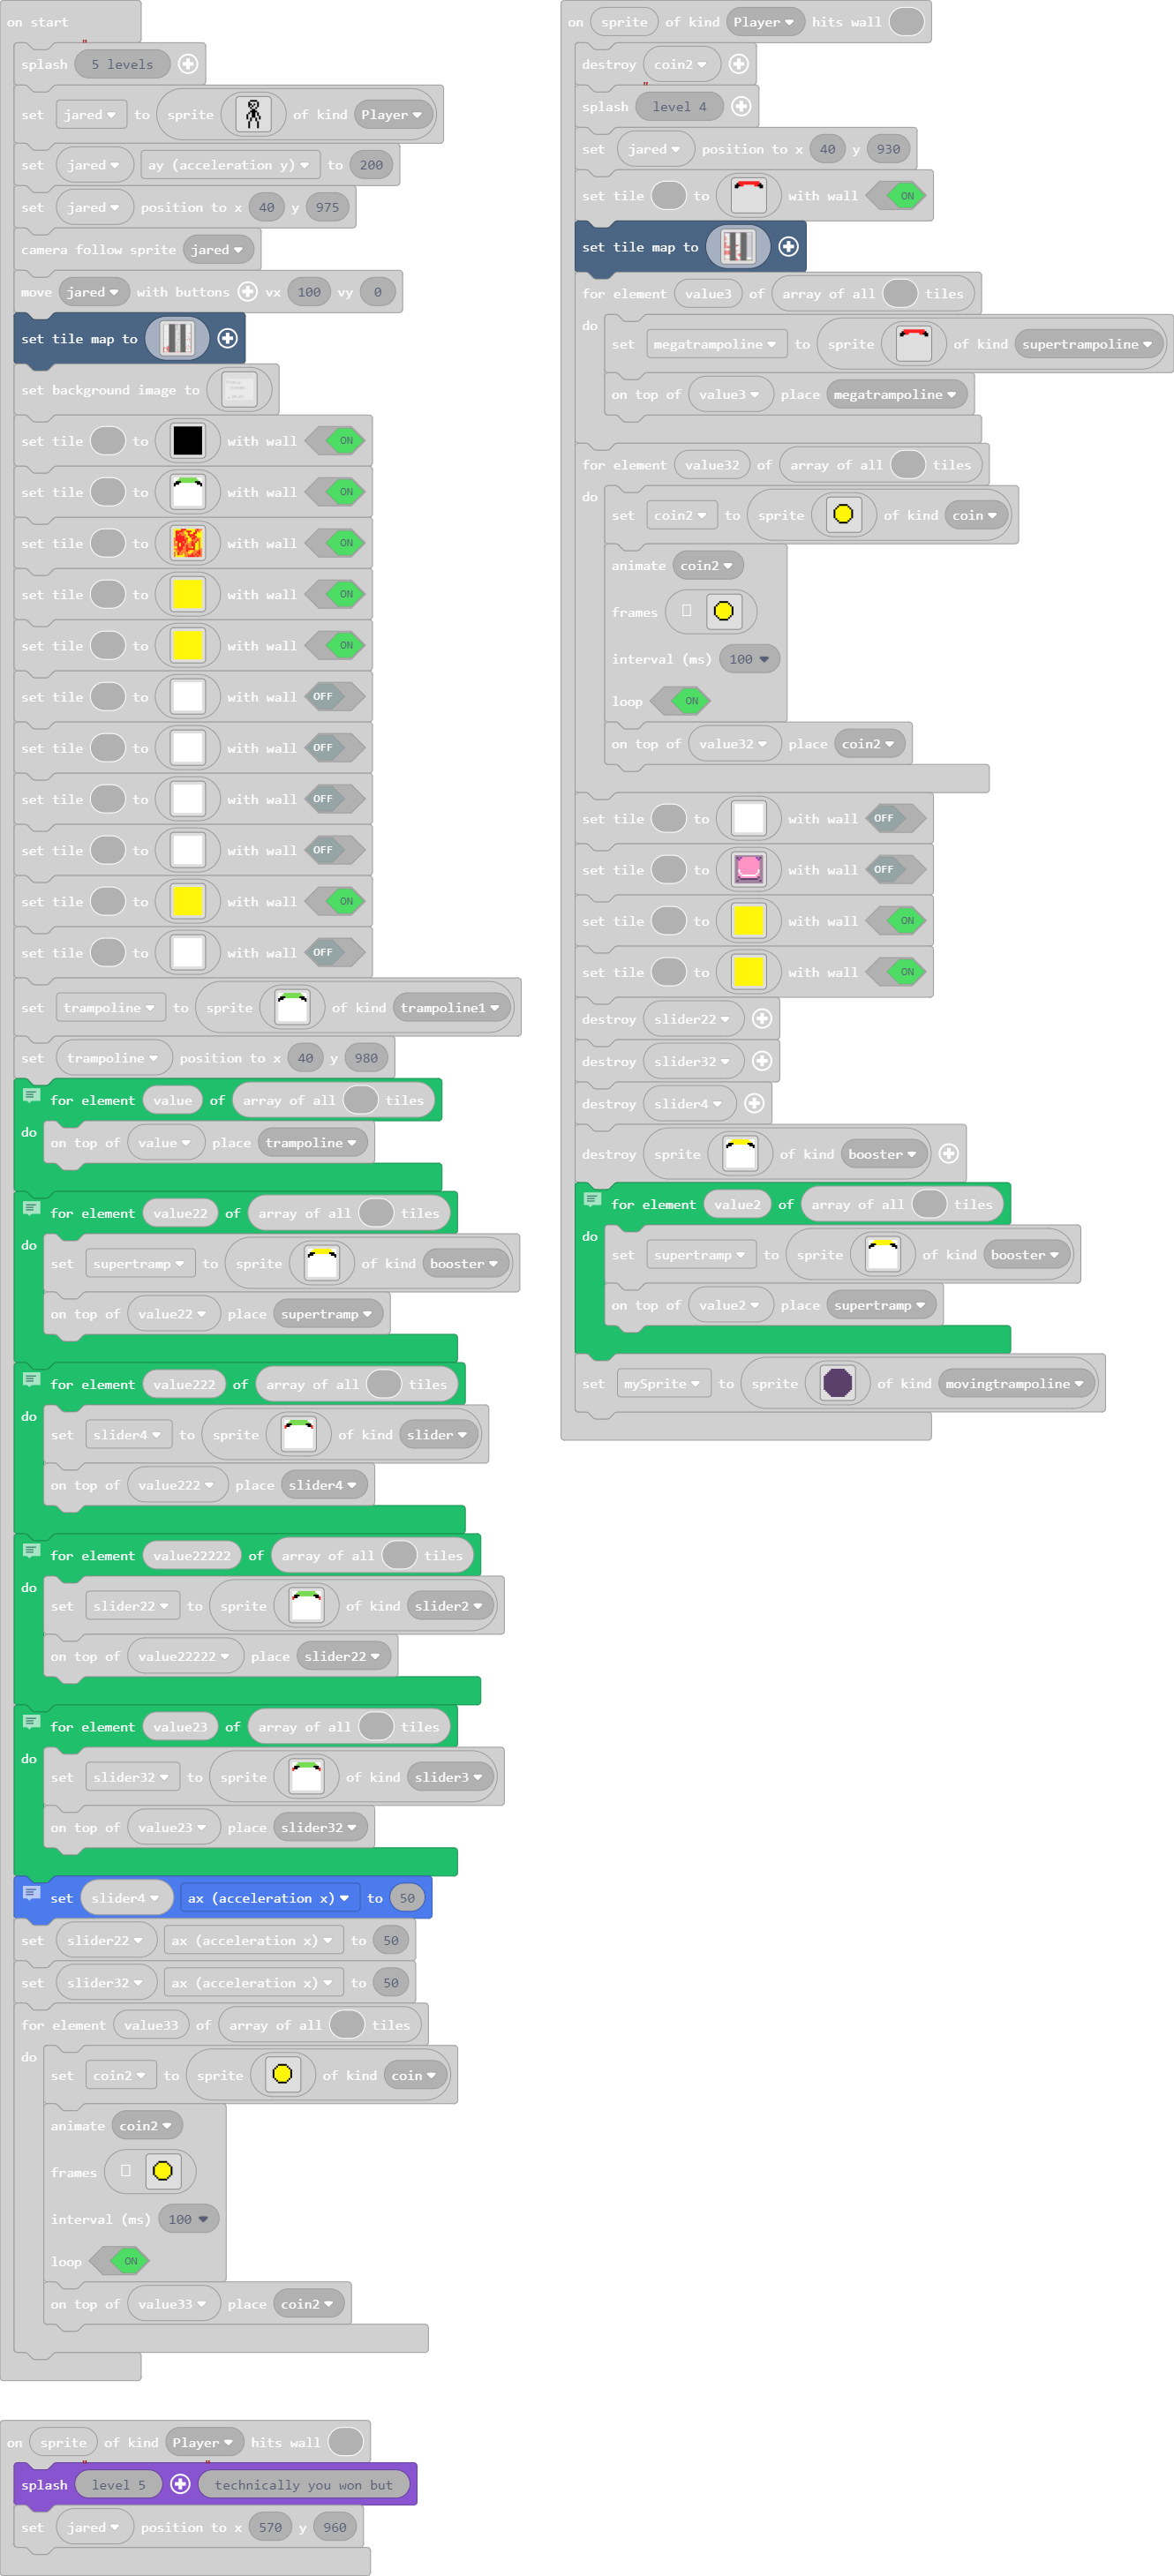 on start
splash 5 levels
set jared to sprite of kind Player
set jared ay (acceleration y) to 200
set jared position to x 40 y 975
camera follow sprite jared
move jared with buttons vx 100 vy 0
set tile map to
set background image to
set tile to with wall ON
set tile to with wall ON
set tile to with wall ON
set tile to with wall ON
set tile to with wall ON
set tile to with wall OFF
set tile to with wall OFF
set tile to with wall OFF
set tile to with wall OFF
set tile to with wall ON
set tile to with wall OFF
set trampoline to sprite of kind trampoline1
set trampoline position to x 40 y 980
for element value of array of all tiles
do
on top of value place trampoline
for element value22 of array of all tiles
do
set supertramp to sprite of kind booster
on top of value22 place supertramp
for element value222 of array of all tiles
do
set slider4 to sprite of kind slider
on top of value222 place slider4
for element value22222 of array of all tiles
do
set slider22 to sprite of kind slider2
on top of value22222 place slider22
for element value23 of array of all tiles
do
set slider32 to sprite of kind slider3
on top of value23 place slider32
set slider4 ax (acceleration x) to 50
set slider22 ax (acceleration x) to 50
set slider32 ax (acceleration x) to 50
for element value33 of array of all tiles
do
set coin2 to sprite of kind coin
animate coin2
frames
interval (ms) 100
loop ON
on top of value33 place coin2
on sprite of kind Player hits wall
splash level 5 technically you won but
set jared position to x 570 y 960
on sprite of kind Player hits wall
destroy coin2
splash level 4
set jared position to x 40 y 930
set tile to with wall ON
set tile map to
for element value3 of array of all tiles
do
set megatrampoline to sprite of kind supertrampoline
on top of value3 place megatrampoline
for element value32 of array of all tiles
do
set coin2 to sprite of kind coin
animate coin2
frames
interval (ms) 100
loop ON
on top of value32 place coin2
set tile to with wall OFF
set tile to with wall OFF
set tile to with wall ON
set tile to with wall ON
destroy slider22
destroy slider32
destroy slider4
destroy sprite of kind booster
for element value2 of array of all tiles
do
set supertramp to sprite of kind booster
on top of value2 place supertramp
set mySprite to sprite of kind movingtrampoline